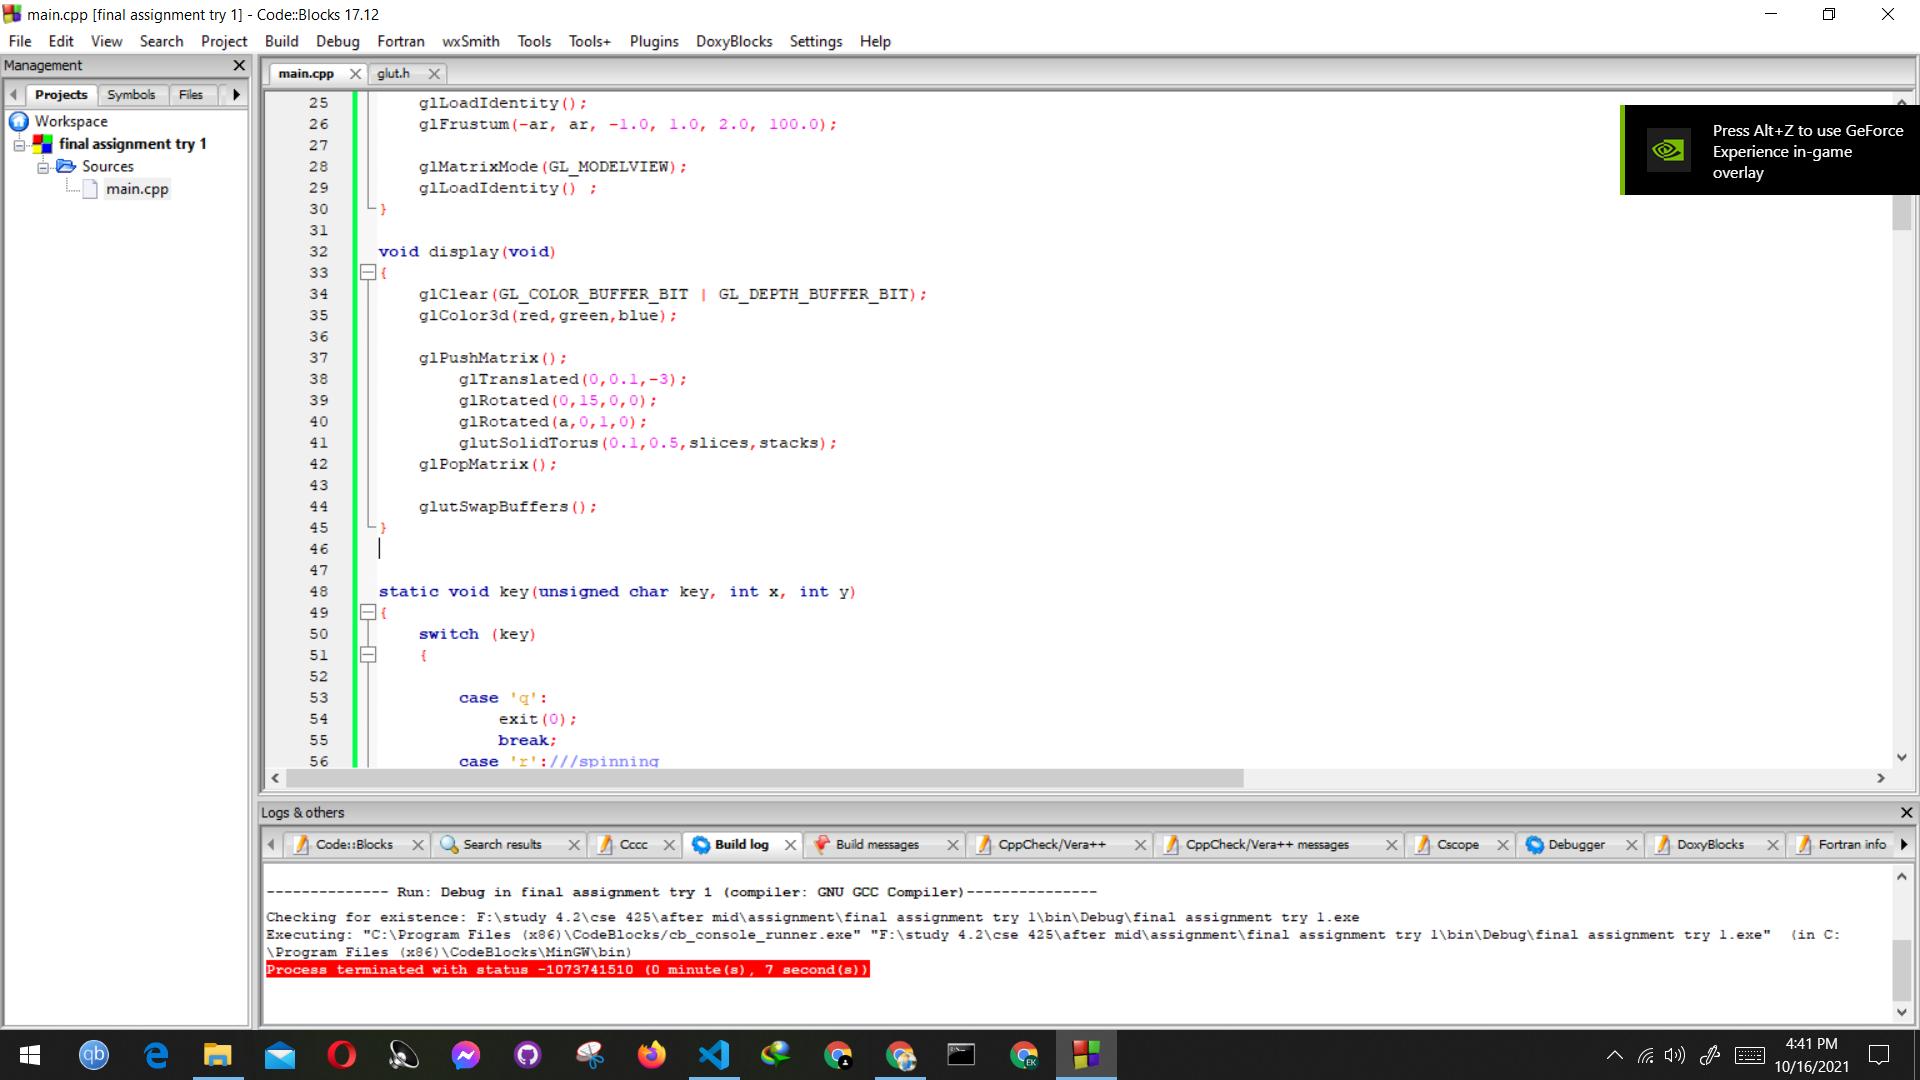 main.cpp [final assignment try 1] - Code::Blocks 17.12
File Edit View Search Project Build Debug Fortran wxSmith Tools Tools+ Plugins DoxyBlocks Settings Help
Management
Projects Symbols Files
Workspace
final assignment try 1
Sources
main.cpp
main.cpp glut.h
25 glLoadIdentity();
26 glFrustum(-ar, ar, -1.0, 1.0, 2.0, 100.0);
27
28 glMatrixMode(GL_MODELVIEW);
29 glLoadIdentity() ;
30 }
31
32 void display(void)
33 {
34 glClear(GL_COLOR_BUFFER_BIT | GL_DEPTH_BUFFER_BIT);
35 glColor3d(red,green,blue);
36
37 glPushMatrix();
38 glTranslated(0,0.1,-3);
39 glRotated(0,15,0,0);
40 glRotated(a,0,1,0);
41 glutSolidTorus(0.1,0.5,slices,stacks);
42 glPopMatrix();
43
44 glutSwapBuffers();
45 }
46
47
48 static void key(unsigned char key, int x, int y)
49 {
50 switch (key)
51 {
52
53 case 'q':
54 exit(0);
55 break;
56 case 'r':///spinning
Press Alt+Z to use GeForce
Experience in-game
overlay
Logs & others
Code::Blocks Search results Cccc Build log Build messages CppCheck/Vera++ CppCheck/Vera++ messages Cscope Debugger DoxyBlocks Fortran info
-------------- Run: Debug in final assignment try 1 (compiler: GNU GCC Compiler)---------------
Checking for existence: F:\study 4.2\cse 425\after mid\assignment\final assignment try 1\bin\Debug\final assignment try 1.exe
Executing: "C:\Program Files (x86)\CodeBlocks/cb_console_runner.exe" "F:\study 4.2\cse 425\after mid\assignment\final assignment try 1\bin\Debug\final assignment try 1.exe"  (in C:
\Program Files (x86)\CodeBlocks\MinGW\bin)
Process terminated with status -1073741510 (0 minute(s), 7 second(s))
qb
EK
4:41 PM
10/16/2021